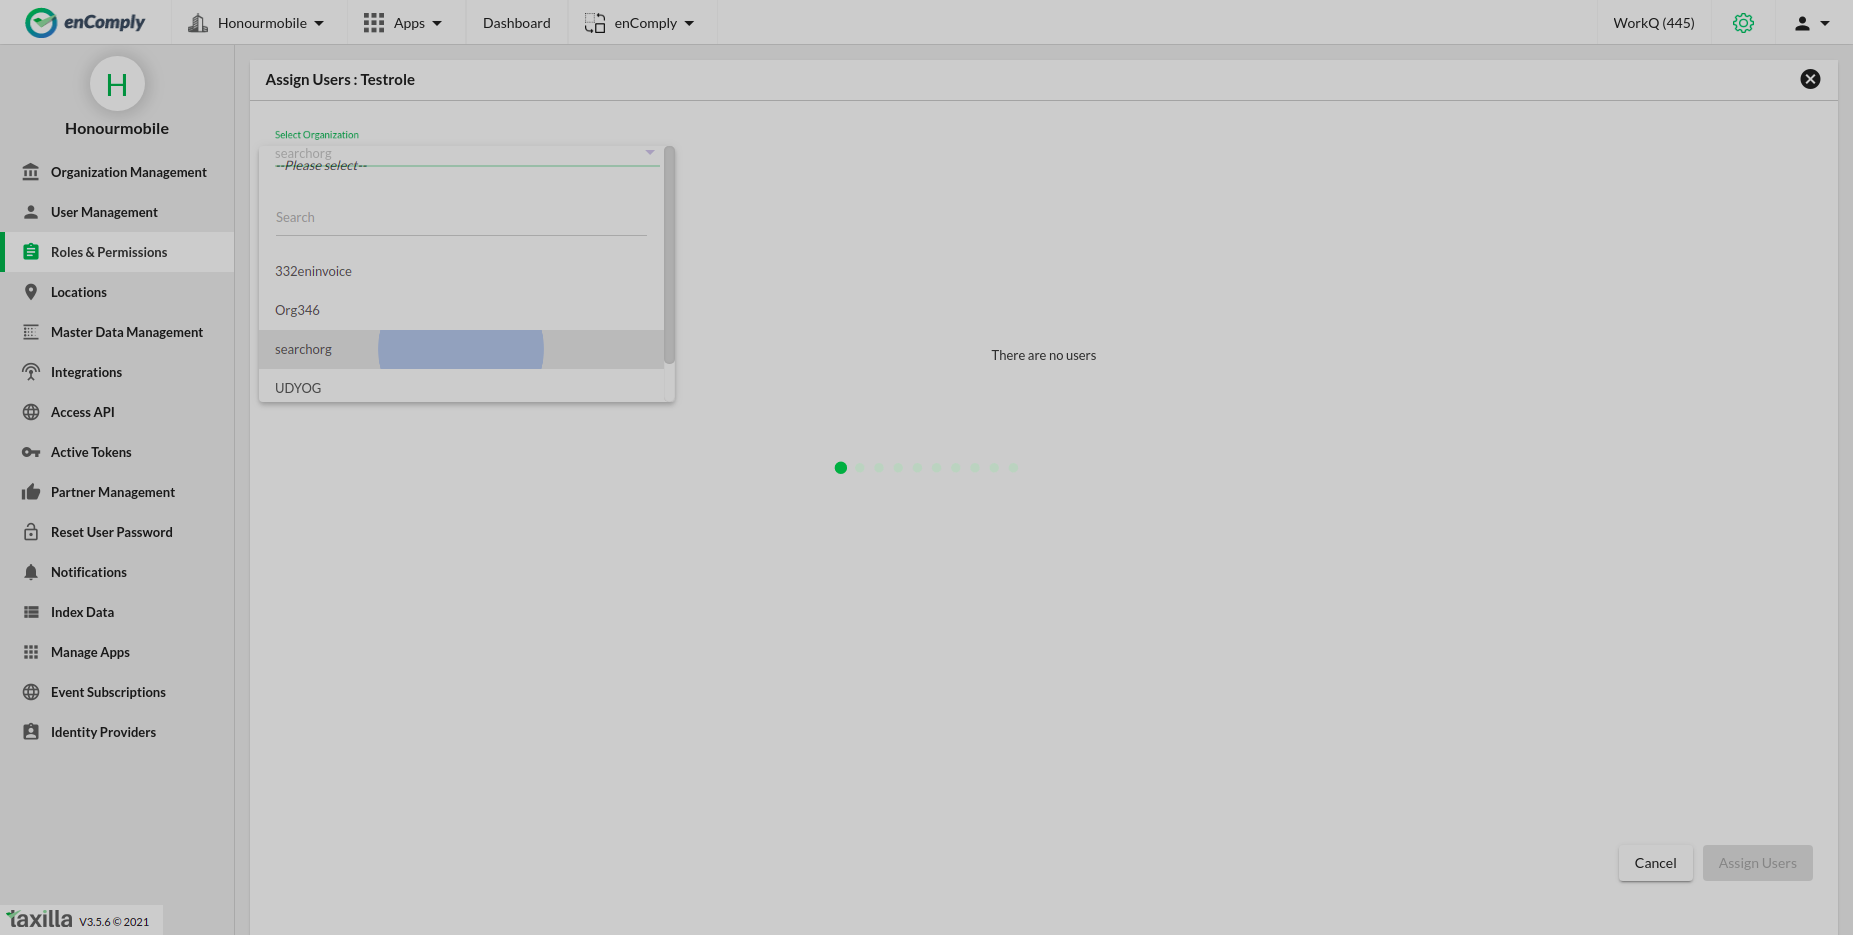 enComply
Honourmobile
Apps
Dashboard
enComply
WorkQ (445)
H
Honourmobile
Organization Management
User Management
Roles & Permissions
Locations
Master Data Management
Integrations
Access API
Active Tokens
Partner Management
Reset User Password
Notifications
Index Data
Manage Apps
Event Subscriptions
Identity Providers
taxilla V3.5.6 © 2021
Assign Users : Testrole
Select Organization
searchorg
--Please select--
Search
332eninvoice
Org346
searchorg
UDYOG
There are no users
Cancel
Assign Users